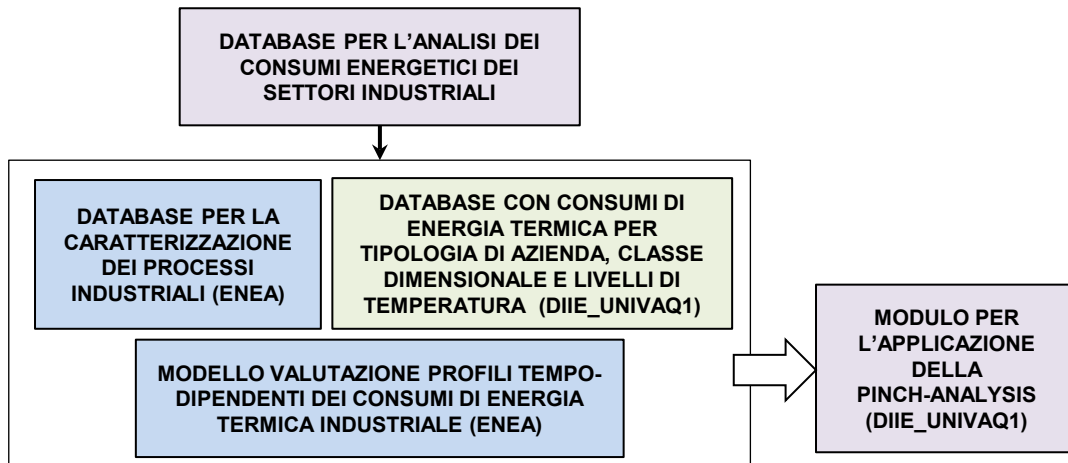 DATABASE PER L'ANALISI DEI
CONSUMI ENERGETICI DEI
SETTORI INDUSTRIALI
DATABASE PER LA
CARATTERIZZAZIONE
DEI PROCESSI
INDUSTRIALI (ENEA)
DATABASE CON CONSUMI DI
ENERGIA TERMICA PER
TIPOLOGIA DI AZIENDA, CLASSE
DIMENSIONALE E LIVELLI DI
TEMPERATURA (DIIE_UNIVAQ1)
MODELLO VALUTAZIONE PROFILI TEMPO-
DIPENDENTI DEI CONSUMI DI ENERGIA
TERMICA INDUSTRIALE (ENEA)
MODULO PER
L'APPLICAZIONE
DELLA
PINCH-ANALYSIS
(DIIE_UNIVAQ1)